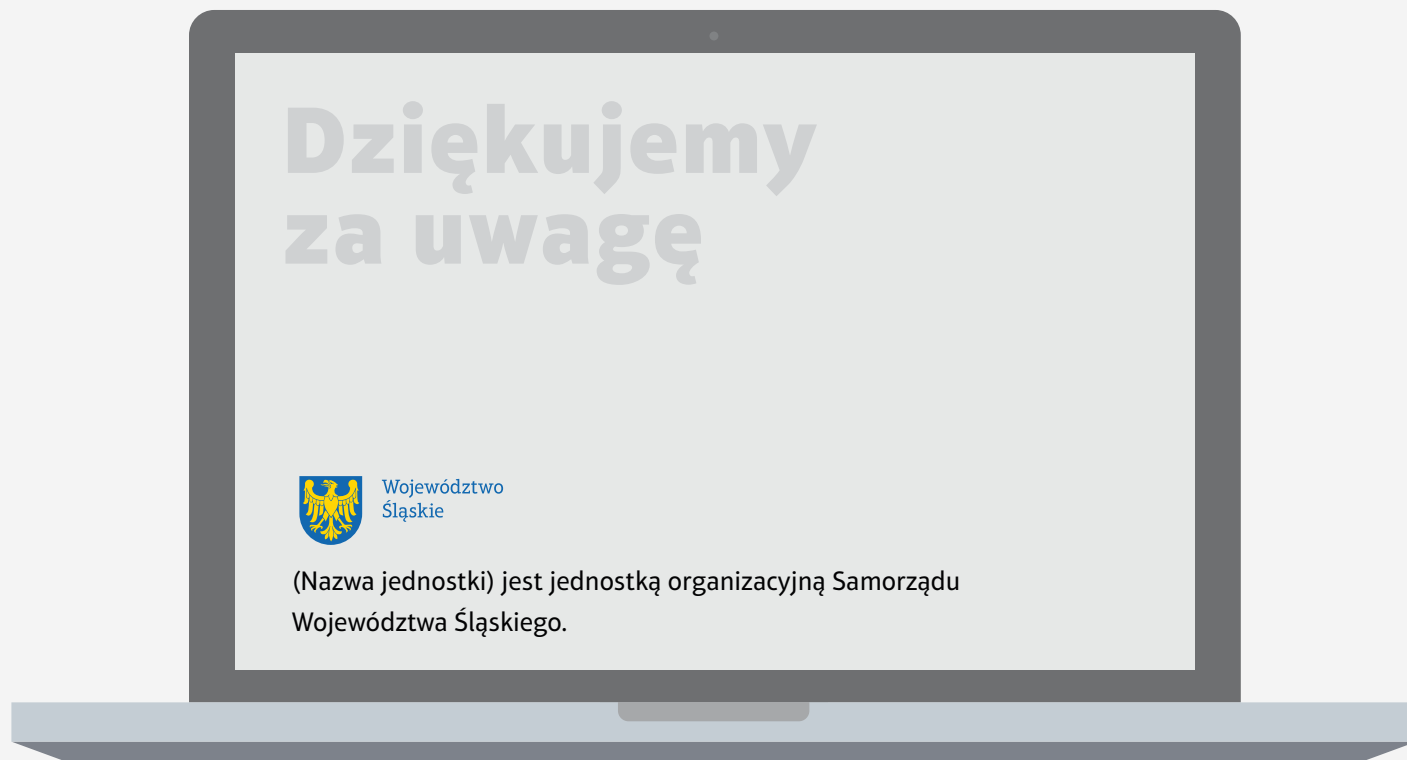 Dziękujemy
za uwagę
Województwo
Śląskie
(Nazwa jednostki) jest jednostką organizacyjną Samorządu
Województwa Śląskiego.